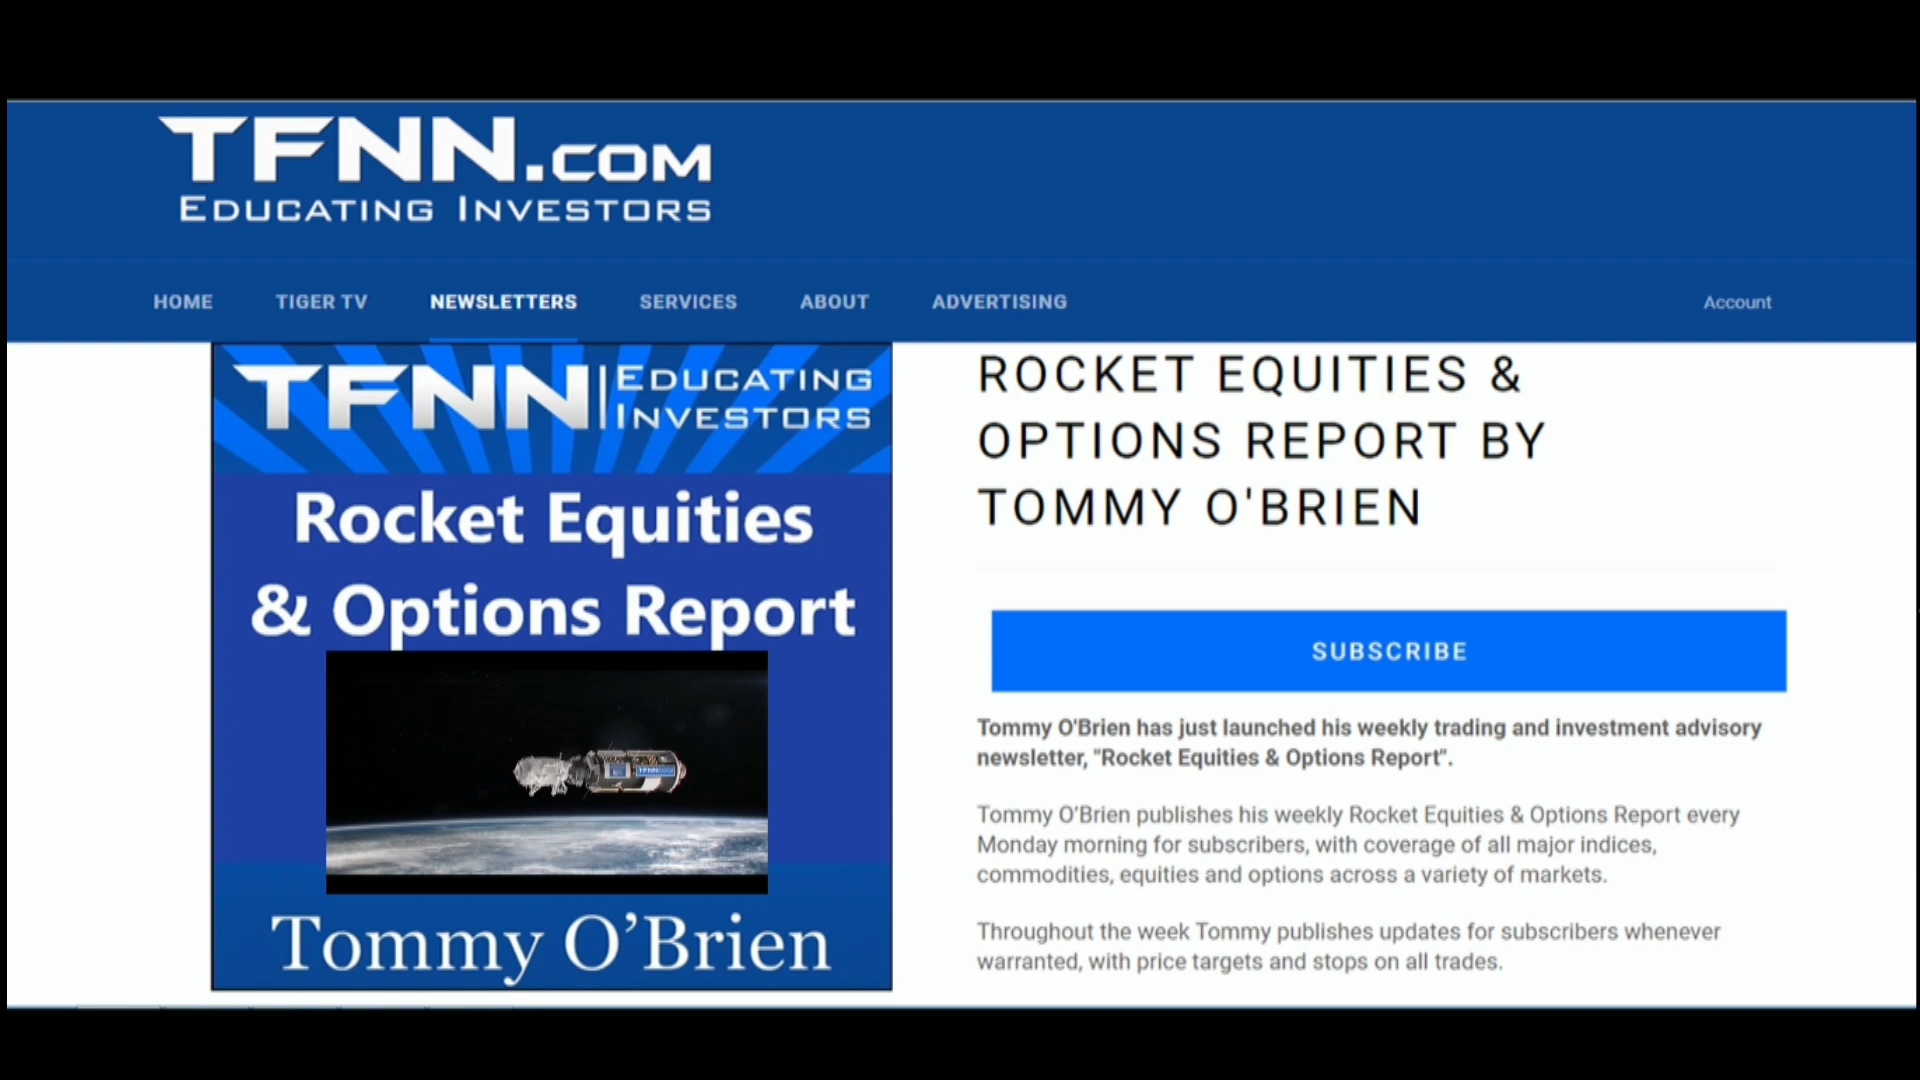 TFNN.COM
EDUCATING INVESTORS
HOME TIGER TV NEWSLETTERS SERVICES ABOUT ADVERTISING Account
TFNN EDUCATING
INVESTORS
Rocket Equities
& Options Report
TFNN
Tommy O’Brien
ROCKET EQUITIES &
OPTIONS REPORT BY
TOMMY O'BRIEN
SUBSCRIBE
Tommy O'Brien has just launched his weekly trading and investment advisory
newsletter, "Rocket Equities & Options Report".
Tommy O’Brien publishes his weekly Rocket Equities & Options Report every
Monday morning for subscribers, with coverage of all major indices,
commodities, equities and options across a variety of markets.
Throughout the week Tommy publishes updates for subscribers whenever
warranted, with price targets and stops on all trades.